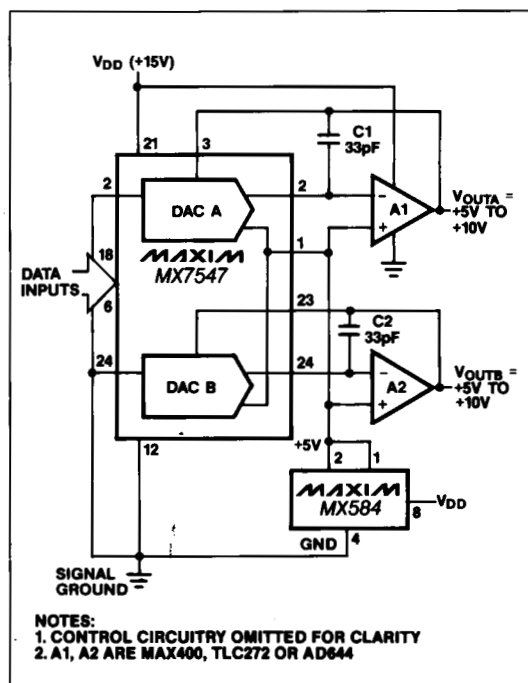 VDD (+15V)
21
3
C1
33pF
2
2
DAC A
A1
VOUTA =
+5V TO
+10V
MAXIM
MX7547
1
18
DATA
INPUTS
6
23
C2
33pF
24
24
DAC B
A2
VOUTB =
+5V TO
+10V
12
+5V
2
1
MAXIM
MX584
8
VDD
GND
4
SIGNAL
GROUND
NOTES:
1. CONTROL CIRCUITRY OMITTED FOR CLARITY
2. A1, A2 ARE MAX400, TLC272 OR AD644